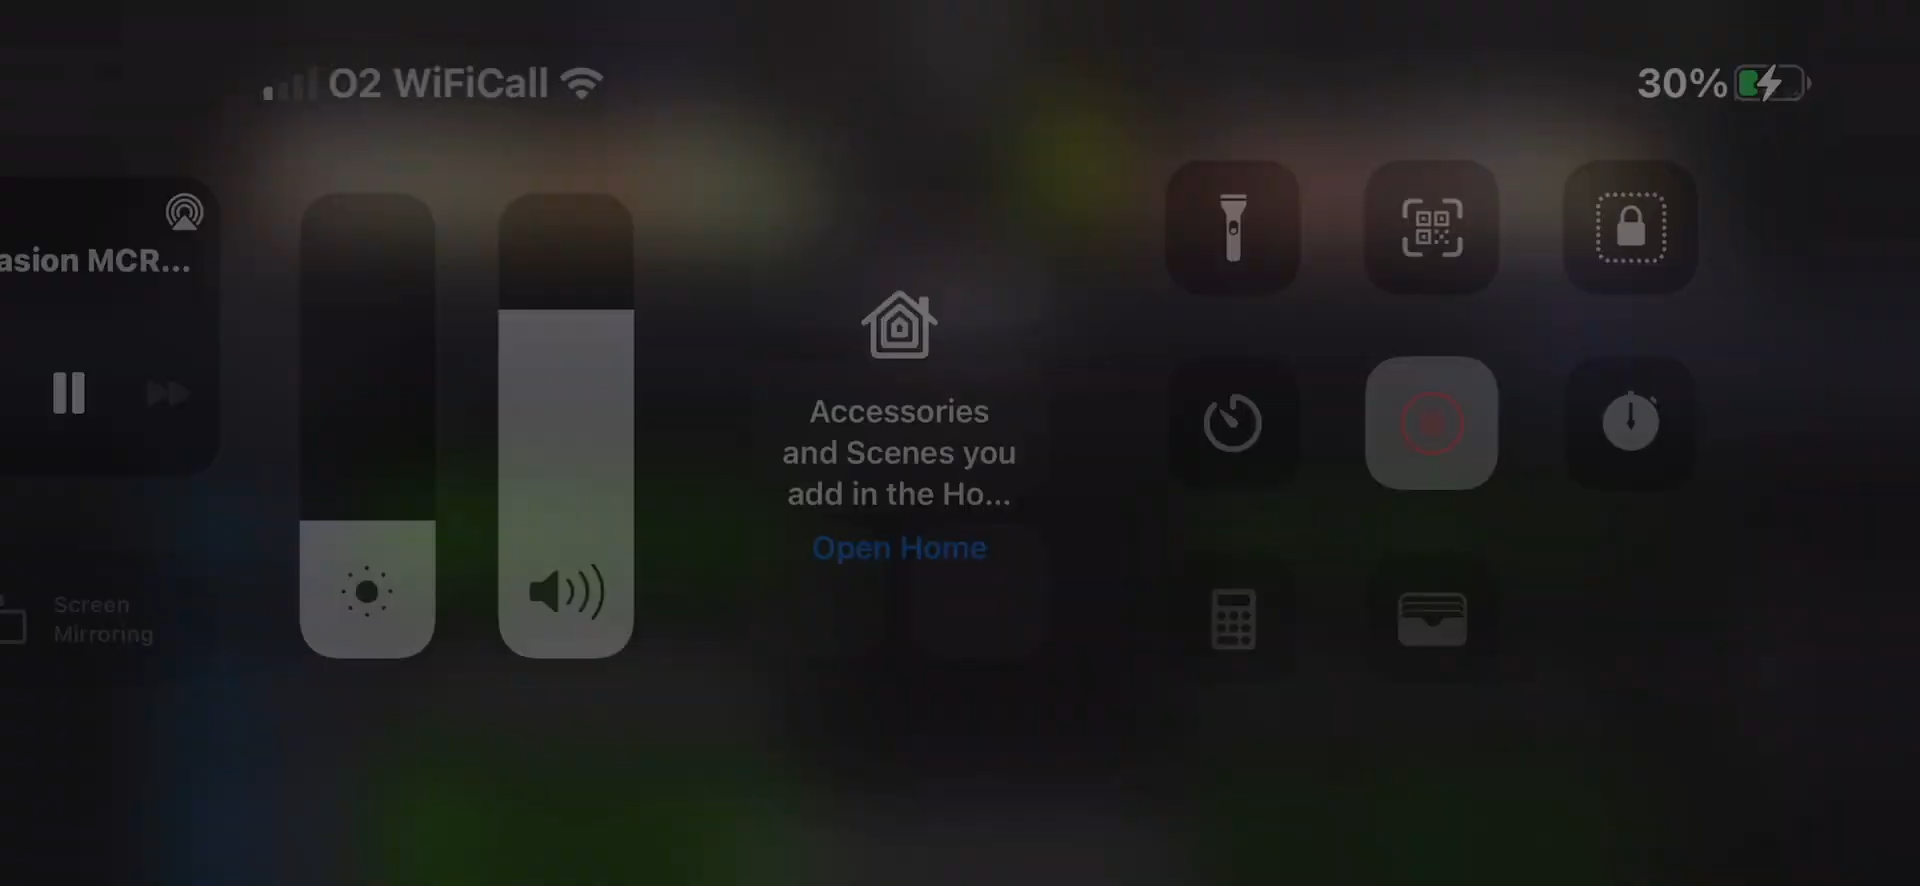 O2 WiFiCall
30%
asion MCR...
Accessories
and Scenes you
add in the Ho...
Open Home
Screen
Mirroring